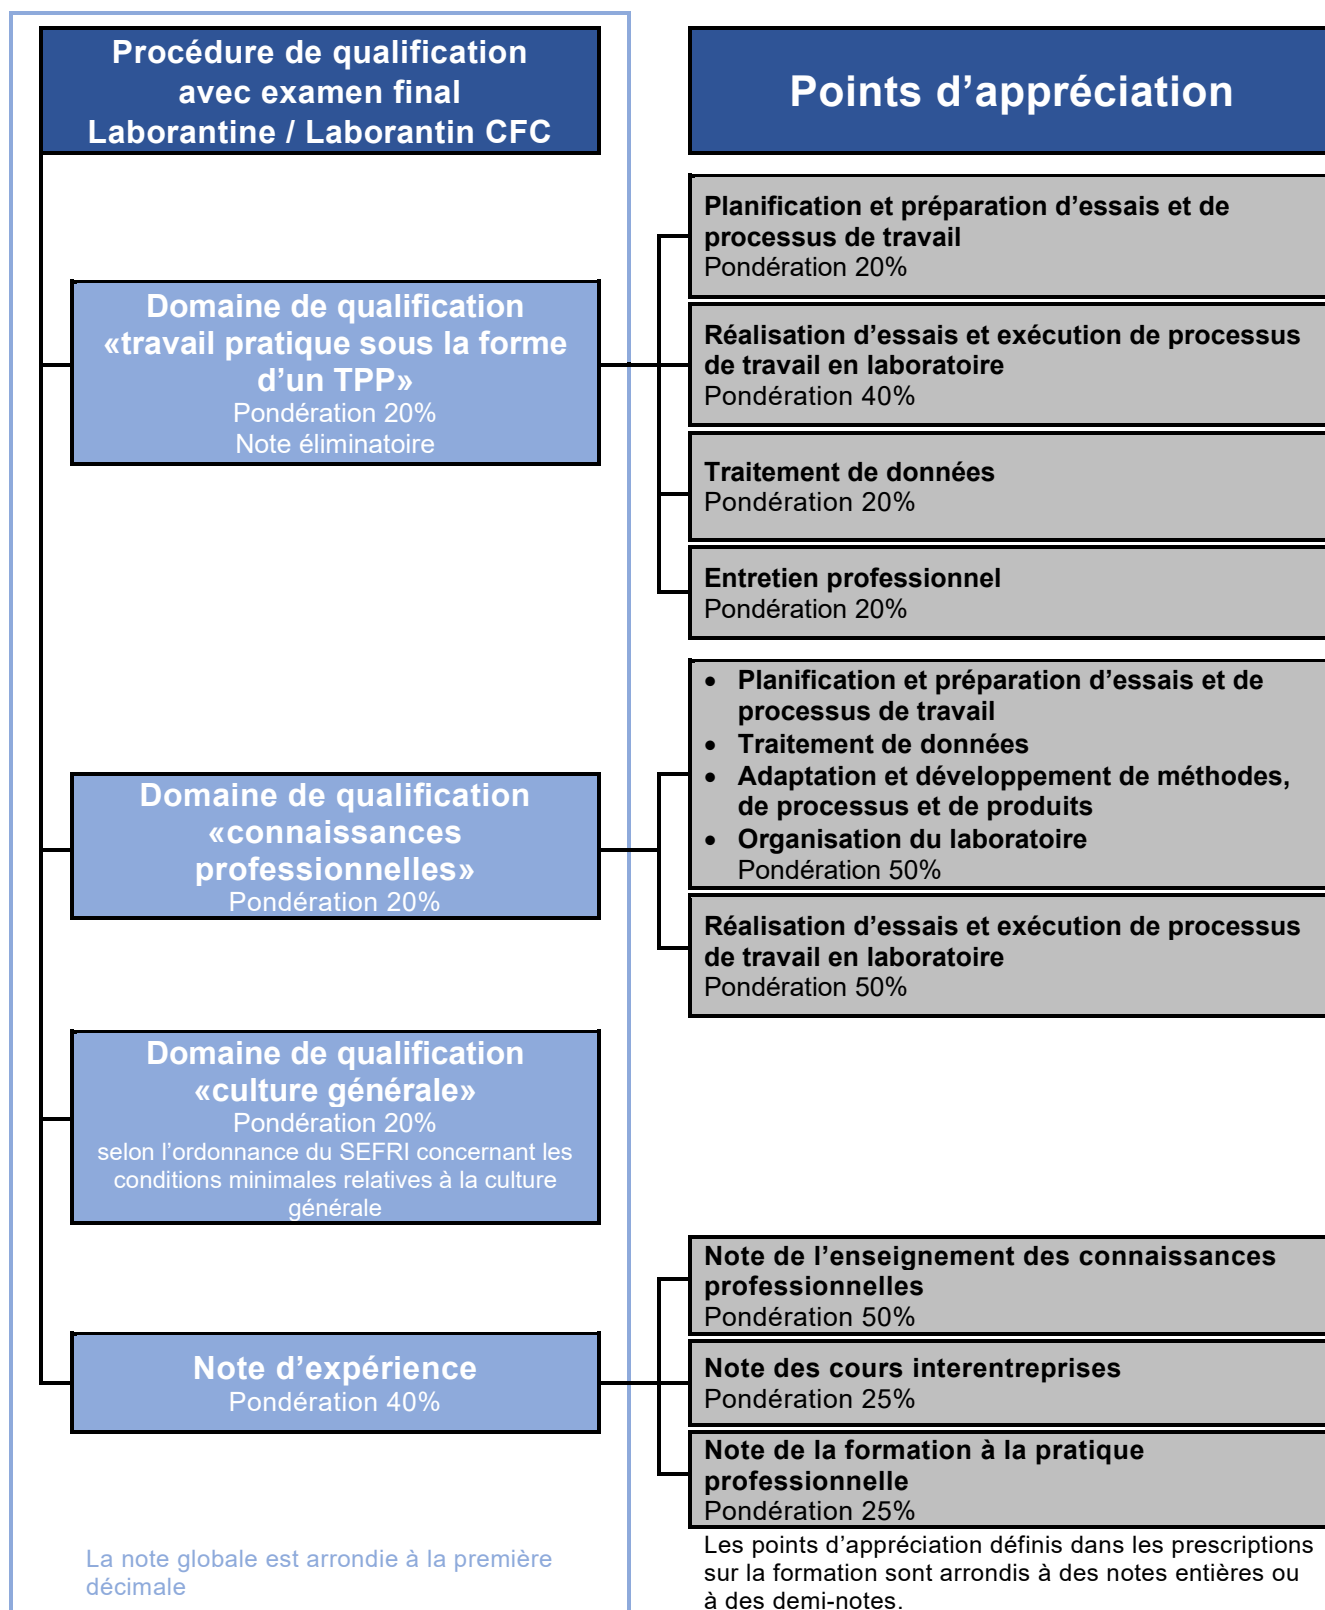 Procédure de qualification
avec examen final
Laborantine / Laborantin CFC
Points d’appréciation
Domaine de qualification
«travail pratique sous la forme
d’un TPP»
Pondération 20%
Note éliminatoire
Planification et préparation d’essais et de
processus de travail
Pondération 20%
Réalisation d’essais et exécution de processus
de travail en laboratoire
Pondération 40%
Traitement de données
Pondération 20%
Entretien professionnel
Pondération 20%
Domaine de qualification
«connaissances
professionnelles»
Pondération 20%
• Planification et préparation d’essais et de
processus de travail
• Traitement de données
• Adaptation et développement de méthodes,
de processus et de produits
• Organisation du laboratoire
Pondération 50%
Réalisation d’essais et exécution de processus
de travail en laboratoire
Pondération 50%
Domaine de qualification
«culture générale»
Pondération 20%
selon l’ordonnance du SEFRI concernant les
conditions minimales relatives à la culture
générale
Note d’expérience
Pondération 40%
Note de l’enseignement des connaissances
professionnelles
Pondération 50%
Note des cours interentreprises
Pondération 25%
Note de la formation à la pratique
professionnelle
Pondération 25%
La note globale est arrondie à la première
décimale
Les points d’appréciation définis dans les prescriptions
sur la formation sont arrondis à des notes entières ou
à des demi-notes.